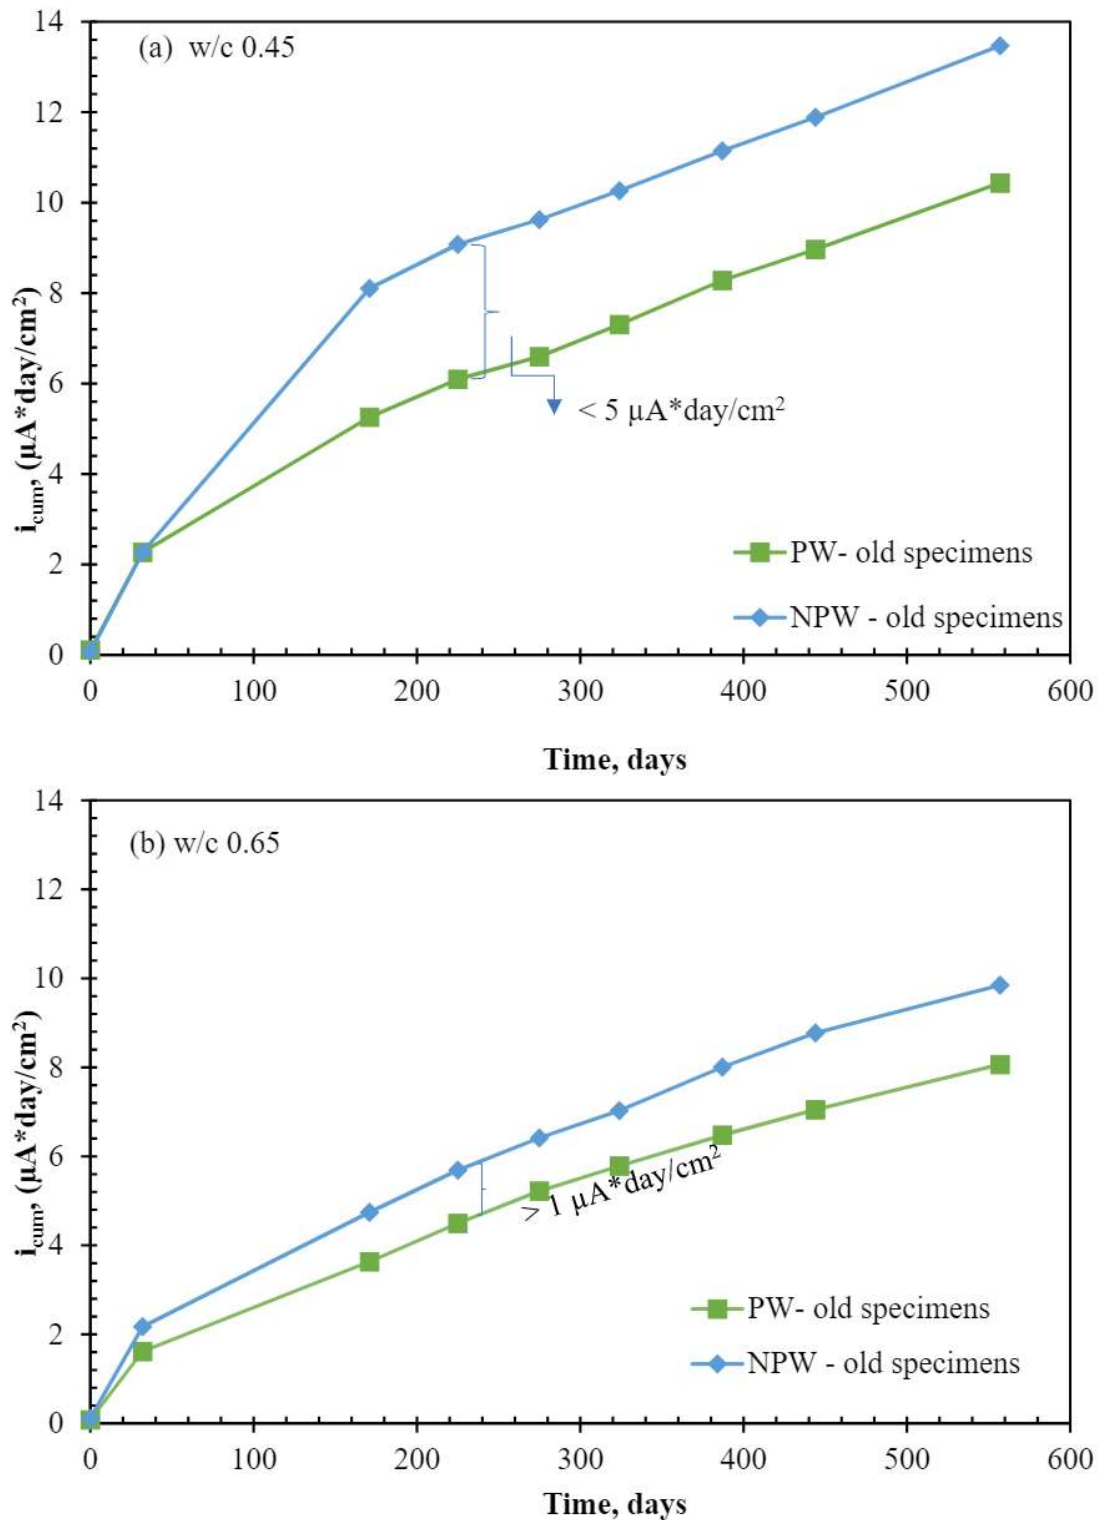 14
(a) w/c 0.45
12
10
8
6
4
2
0
i_cum, (µA*day/cm²)
< 5 µA*day/cm²
PW- old specimens
NPW - old specimens
0 100 200 300 400 500 600
Time, days
14
(b) w/c 0.65
12
10
8
6
4
2
0
i_cum, (µA*day/cm²)
> 1 µA*day/cm²
PW- old specimens
NPW - old specimens
0 100 200 300 400 500 600
Time, days